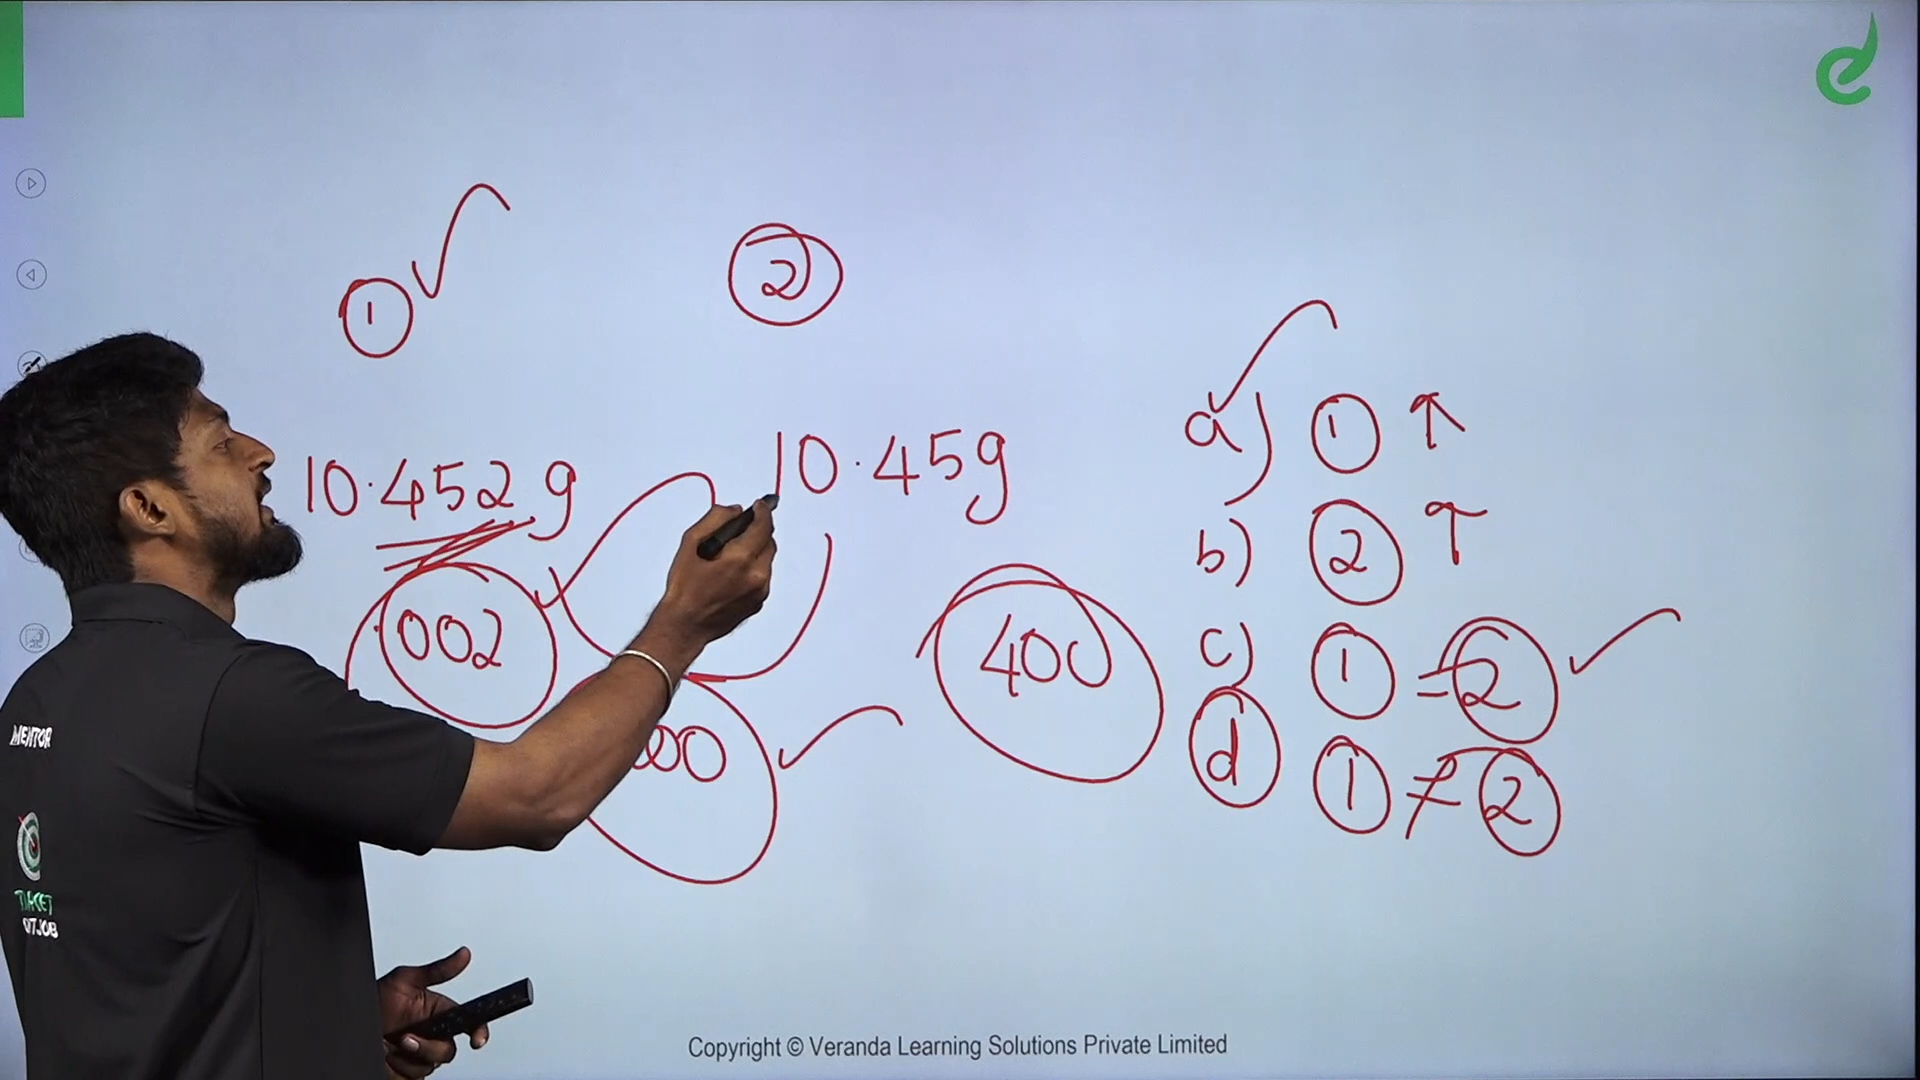 1
2
10.452 g
10.45g
.002
400
a) 1 ↑
b) 2 ↑
c) 1 = 2
d 1 ≠ 2
MENTOR
Copyright © Veranda Learning Solutions Private Limited